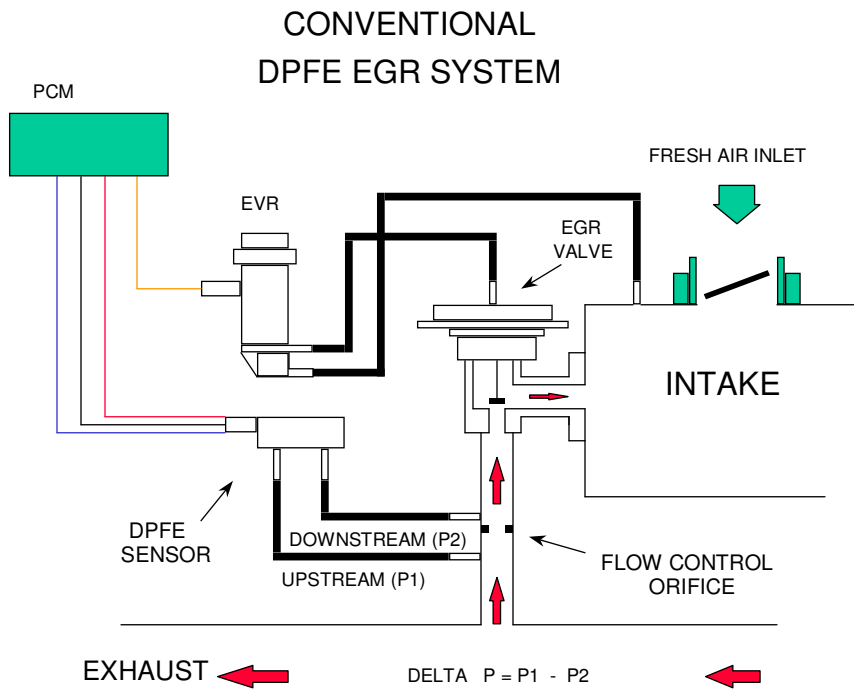 CONVENTIONAL
DPFE EGR SYSTEM
PCM
FRESH AIR INLET
EVR
EGR
VALVE
INTAKE
DPFE
SENSOR
DOWNSTREAM (P2)
UPSTREAM (P1)
FLOW CONTROL
ORIFICE
EXHAUST
DELTA P = P1 - P2